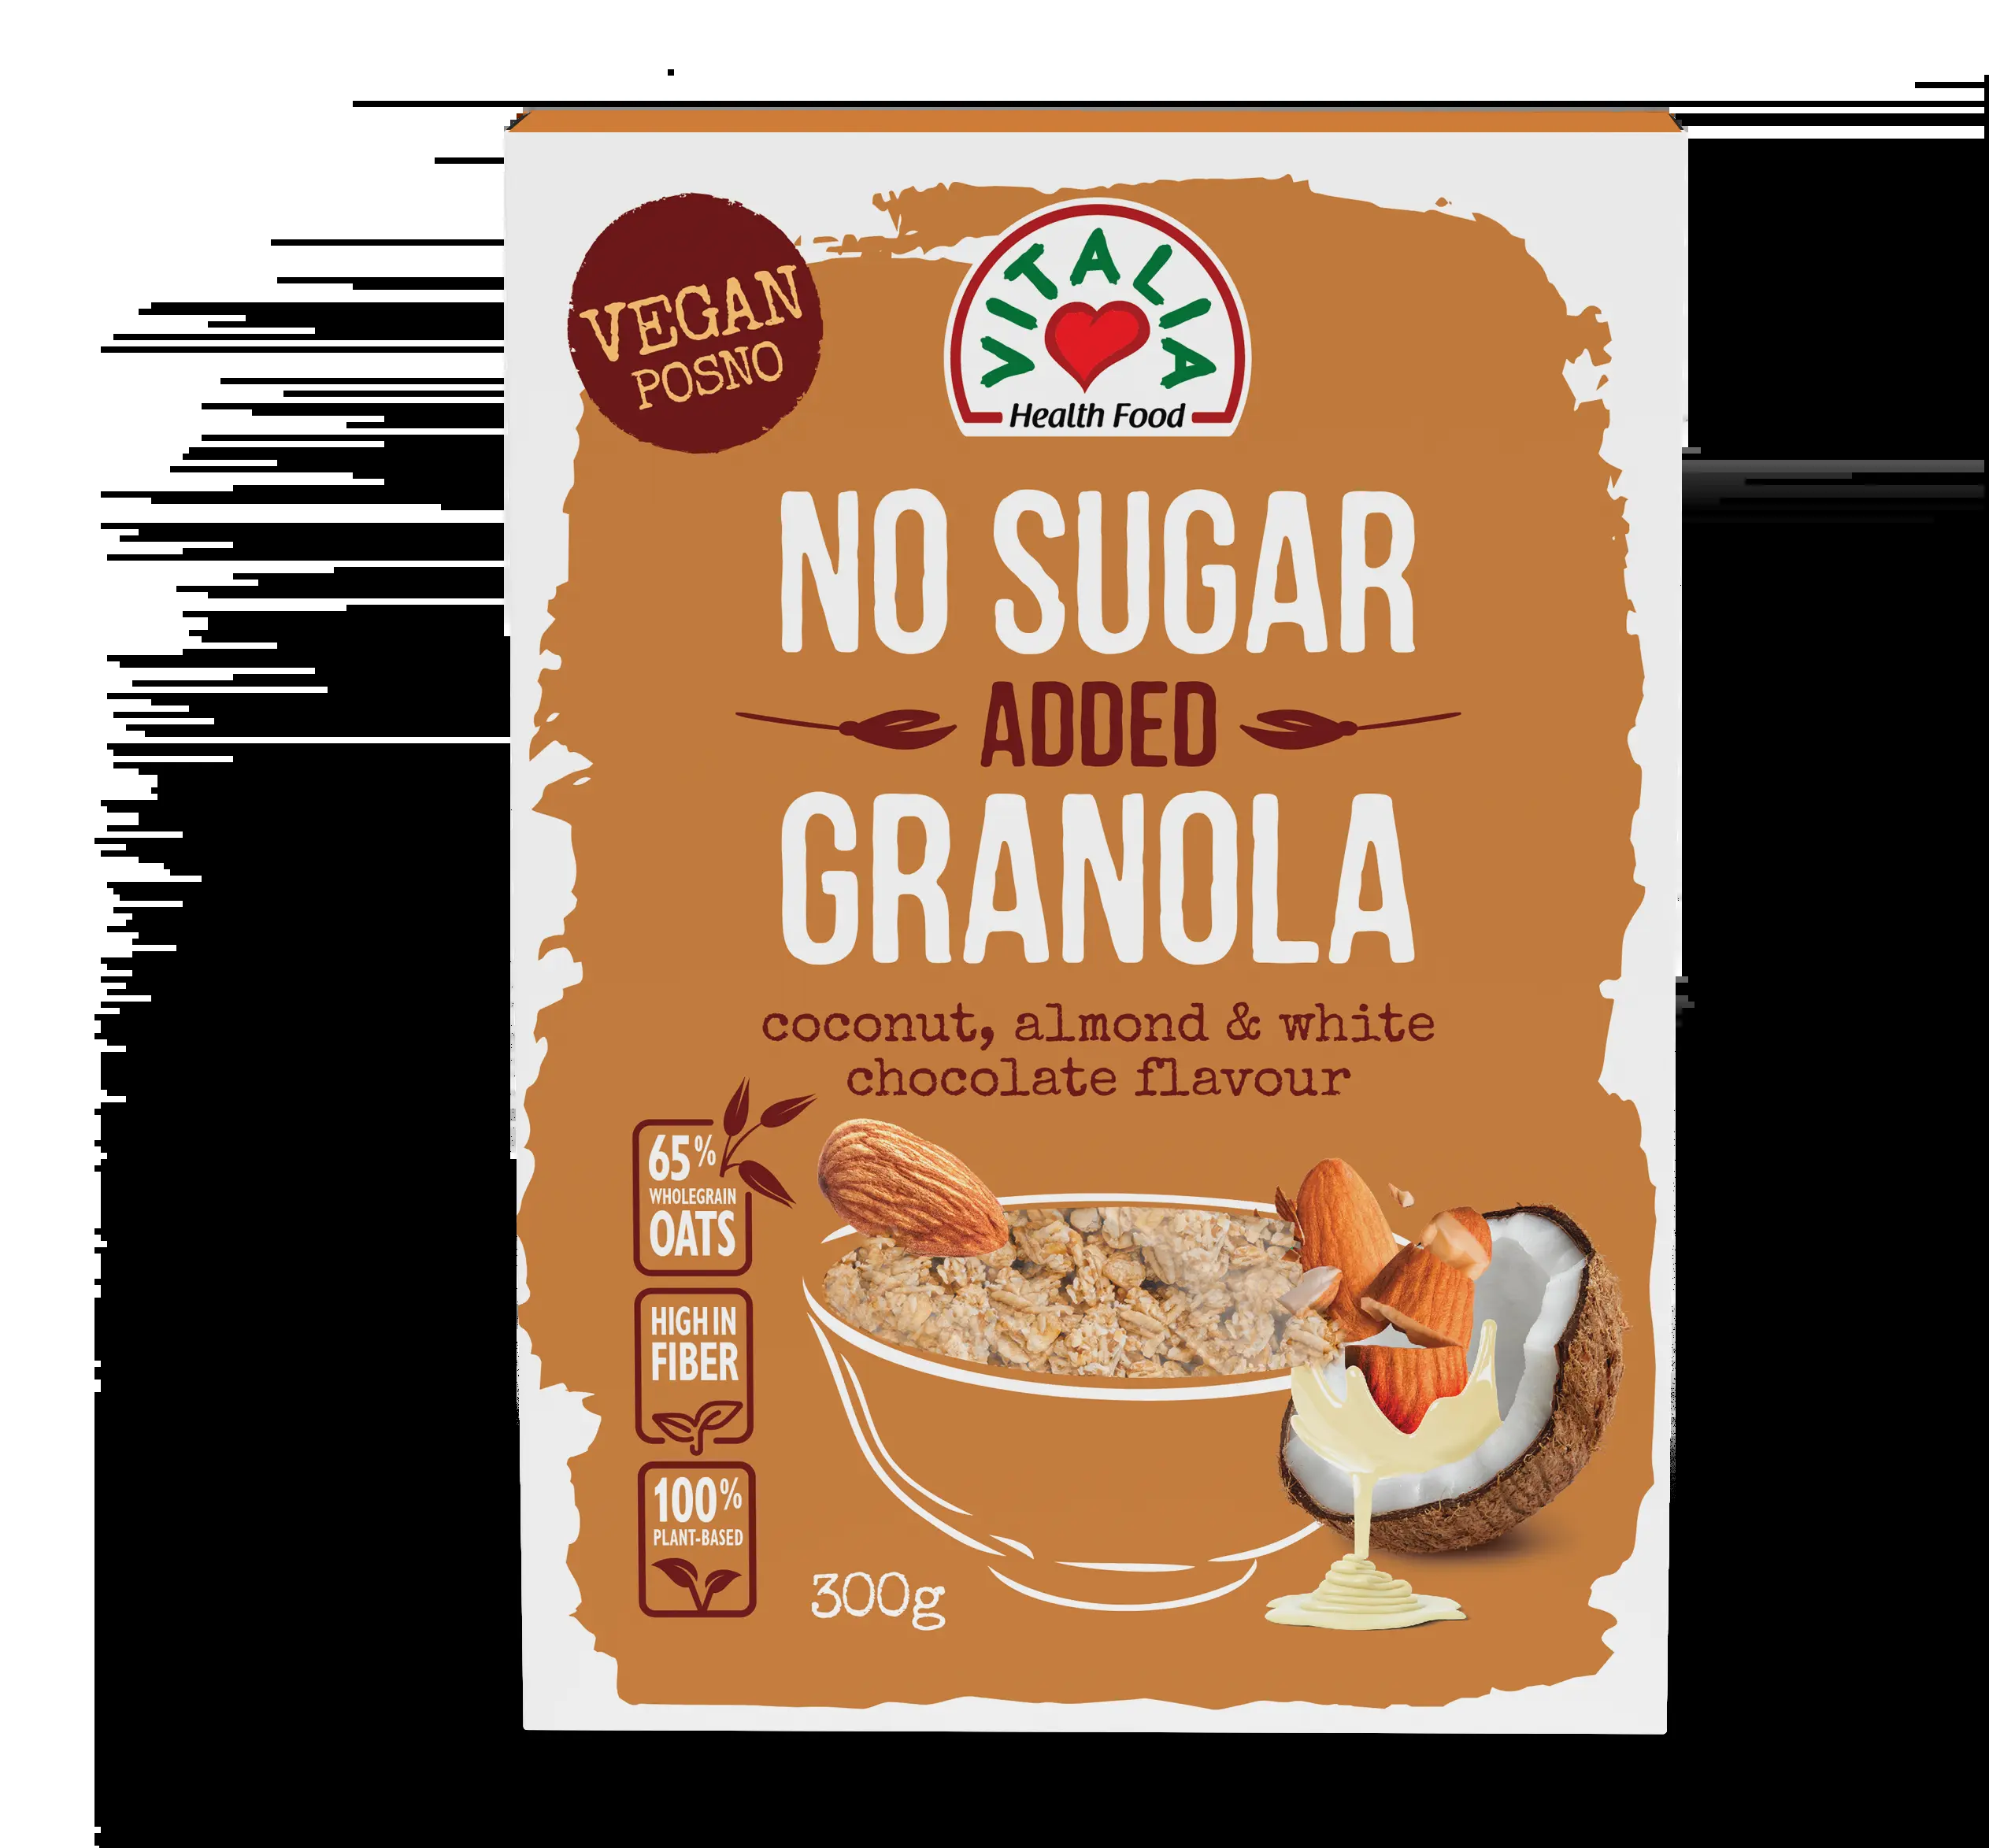 VEGAN
POSNO
VITALIA
Health Food
NO SUGAR
ADDED
GRANOLA
coconut, almond & white
chocolate flavour
65%
WHOLEGRAIN
OATS
HIGH IN
FIBER
100%
PLANT-BASED
300g